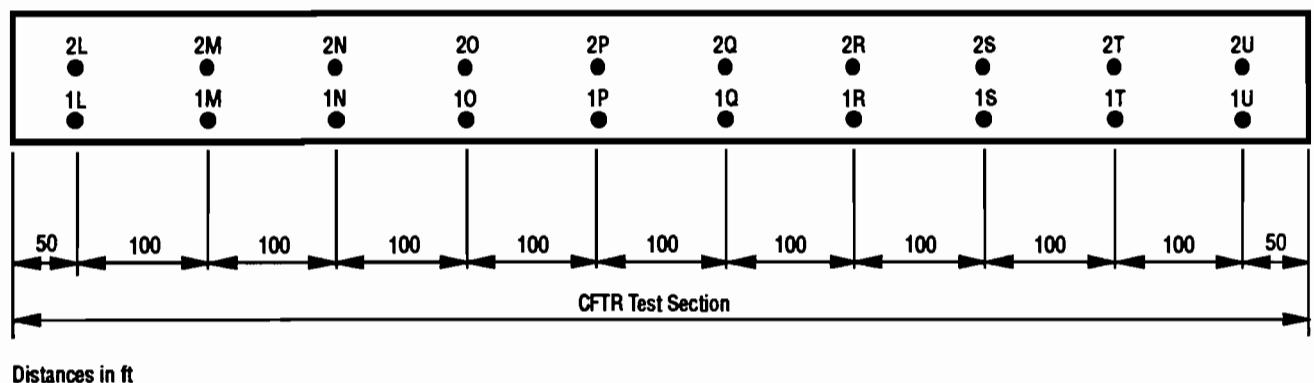 2L 2M 2N 2O 2P 2Q 2R 2S 2T 2U
1L 1M 1N 1O 1P 1Q 1R 1S 1T 1U
50 100 100 100 100 100 100 100 100 100 50
CFTR Test Section
Distances in ft